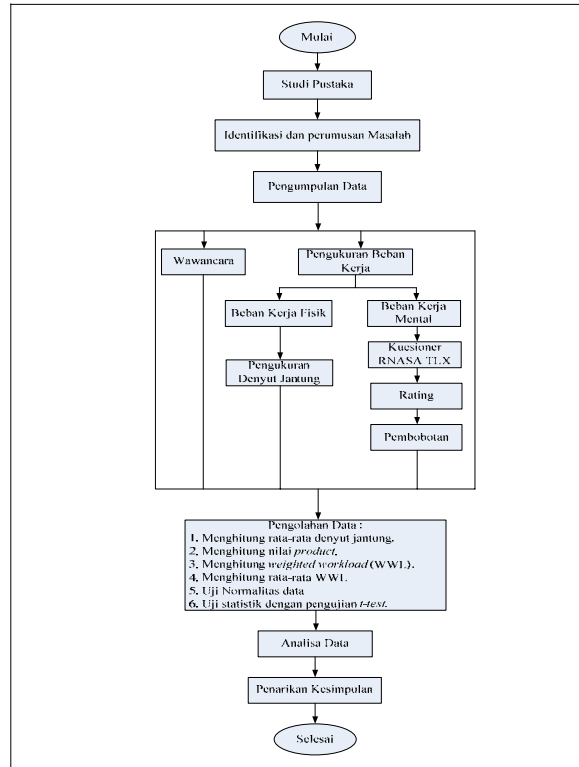 Mulai
Studi Pustaka
Identifikasi dan perumusan Masalah
Pengumpulan Data
Wawancara
Pengukuran Beban
Kerja
Beban Kerja Fisik
Beban Kerja
Mental
Pengukuran
Denyut Jantung
Kuesioner
RNASA TLX
Rating
Pembobotan
Pengolahan Data :
1. Menghitung rata-rata denyut jantung.
2. Menghitung nilai product.
3. Menghitung weighted workload (WWL).
4. Menghitung rata-rata WWL
5. Uji Normalitas data
6. Uji statistik dengan pengujian t-test.
Analisa Data
Penarikan Kesimpulan
Selesai